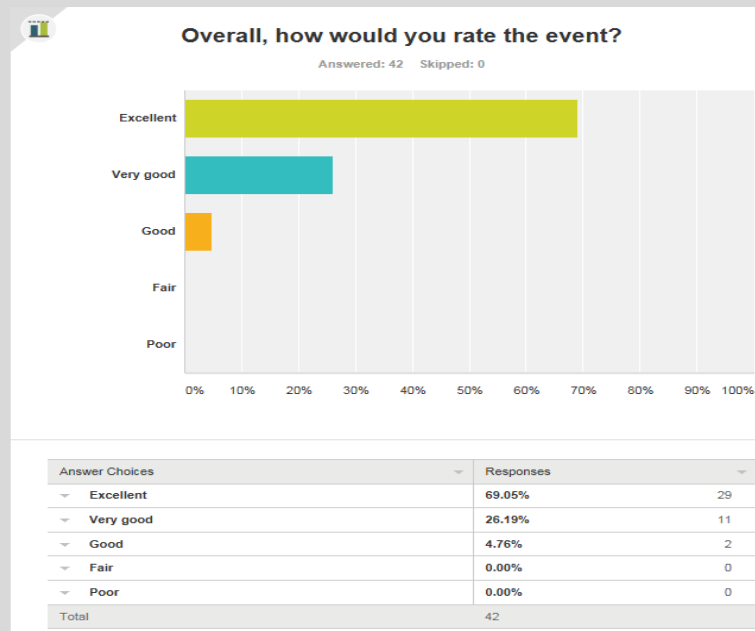 Overall, how would you rate the event?
Answered: 42 Skipped: 0
Excellent
Very good
Good
Fair
Poor
0% 10% 20% 30% 40% 50% 60% 70% 80% 90% 100%
Answer Choices Responses
Excellent 69.05% 29
Very good 26.19% 11
Good 4.76% 2
Fair 0.00% 0
Poor 0.00% 0
Total 42